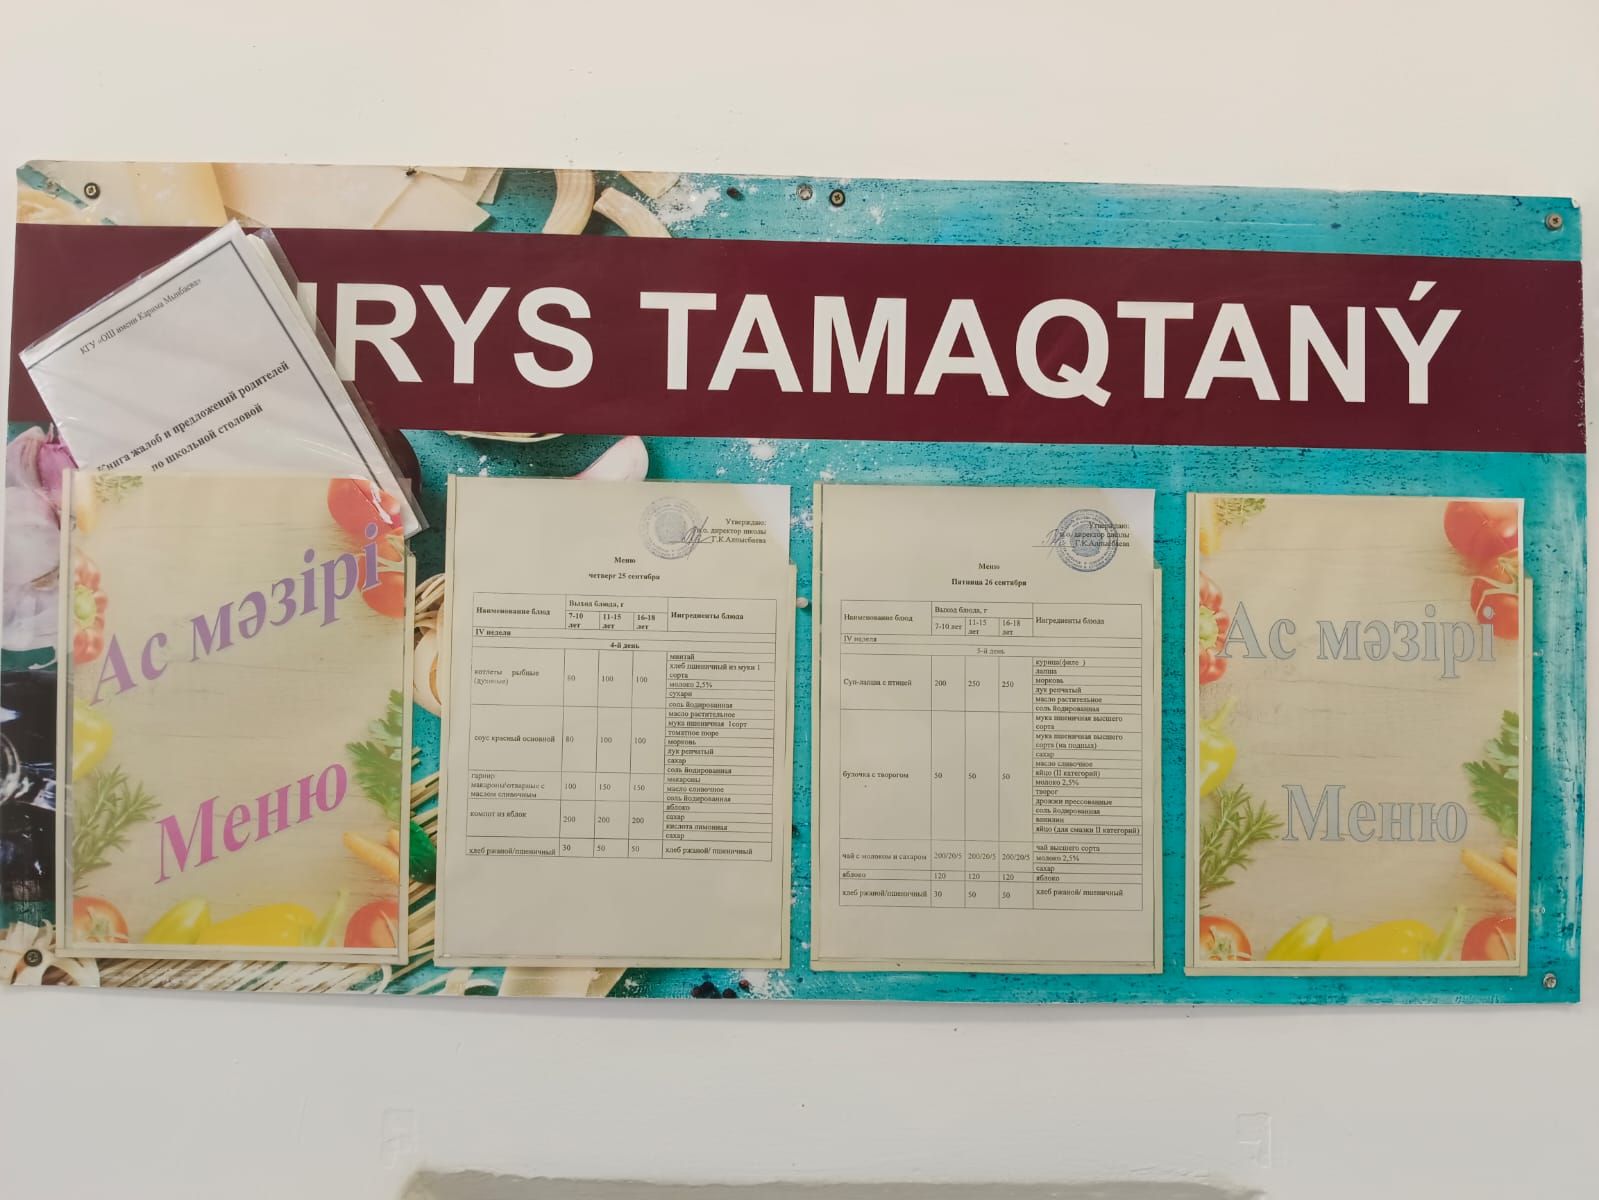 RYS TAMAQTANÝ
КГУ «ОШ имени Карима Мынбаева»
Книга жалоб и предложений родителей
по школьной столовой
Ас мәзірі
Меню
Утверждаю:
и.о. директор школы
Г.К.Алпысбаева
Меню
четверг 25 сентября
Наименование блюд
Выход блюда, г
Ингредиенты блюда
7-10 лет
11-15 лет
16-18 лет
IV неделя
4-й день
котлеты рыбные (духовые)
80
100
100
минтай
хлеб пшеничный из муки 1 сорта
молоко 2,5%
сухари
соль йодированная
соус красный основной
80
100
100
масло растительное
мука пшеничная 1сорт
томатное пюре
морковь
лук репчатый
сахар
соль йодированная
гарнир макароны/отварные с маслом сливочным
100
150
150
макароны
масло сливочное
соль йодированная
компот из яблок
200
200
200
яблоко
сахар
кислота лимонная
сахар
хлеб ржаной/пшеничный
30
50
50
хлеб ржаной/ пшеничный
Утверждаю:
и.о. директор школы
Г.К.Алпысбаева
Меню
Пятница 26 сентября
Наименование блюд
Выход блюда, г
Ингредиенты блюда
7-10 лет
11-15 лет
16-18 лет
IV неделя
5-й день
Суп-лапша с птицей
200
250
250
курица(филе )
лапша
морковь
лук репчатый
масло растительное
соль йодированная
булочка с творогом
50
50
50
мука пшеничная высшего сорта
мука пшеничная высшего сорта (на подпыл)
сахар
масло сливочное
яйцо (II категорий)
молоко 2,5%
творог
дрожжи прессованные
соль йодированная
ванилин
яйцо (для смазки II категорий)
чай с молоком и сахаром
200/20/5
200/20/5
200/20/5
чай высшего сорта
молоко 2,5%
сахар
яблоко
120
120
120
яблоко
хлеб ржаной/пшеничный
30
50
50
хлеб ржаной/ пшеничный
Ас мәзірі
Меню